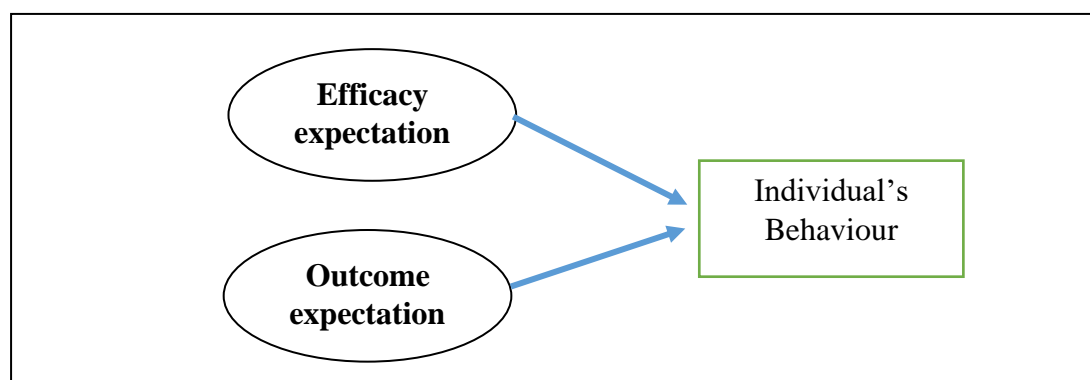 Efficacy
expectation
Individual’s
Behaviour
Outcome
expectation